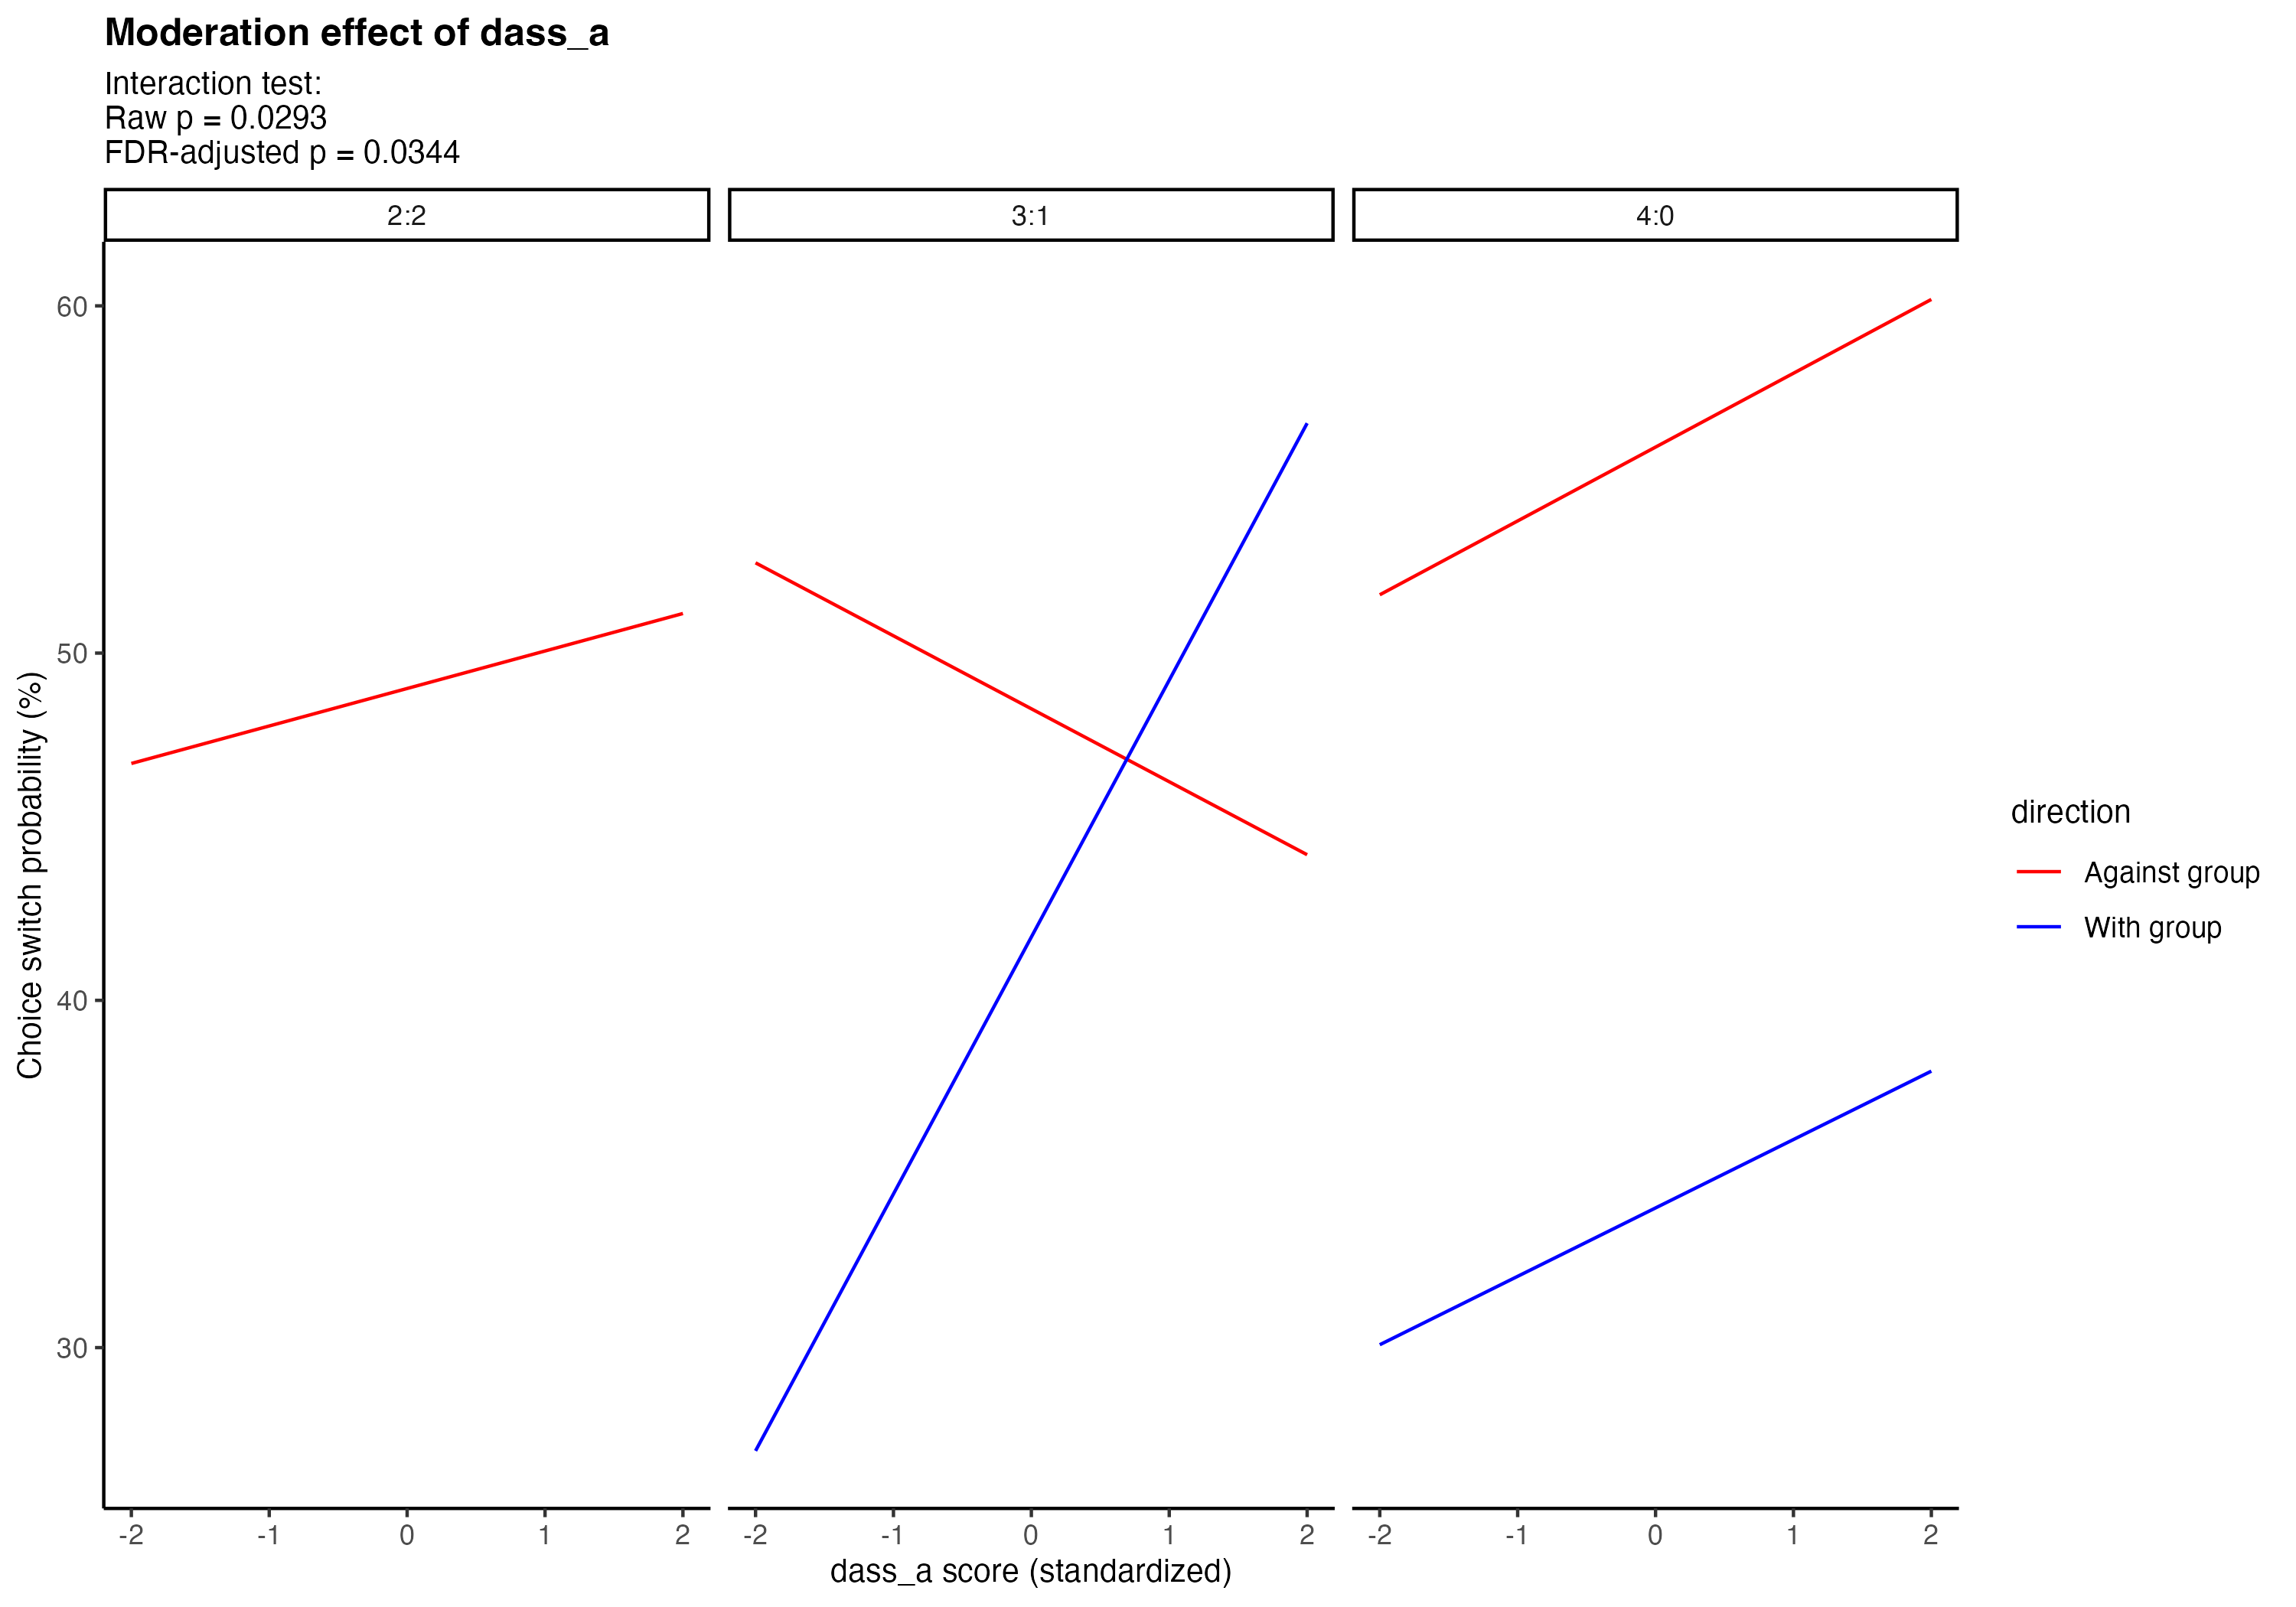 Moderation effect of dass_a
Interaction test:
Raw p = 0.0293
FDR-adjusted p = 0.0344
2:2
3:1
4:0
60
50
40
30
Choice switch probability (%)
-2 -1 0 1 2
-2 -1 0 1 2
-2 -1 0 1 2
dass_a score (standardized)
direction
Against group
With group